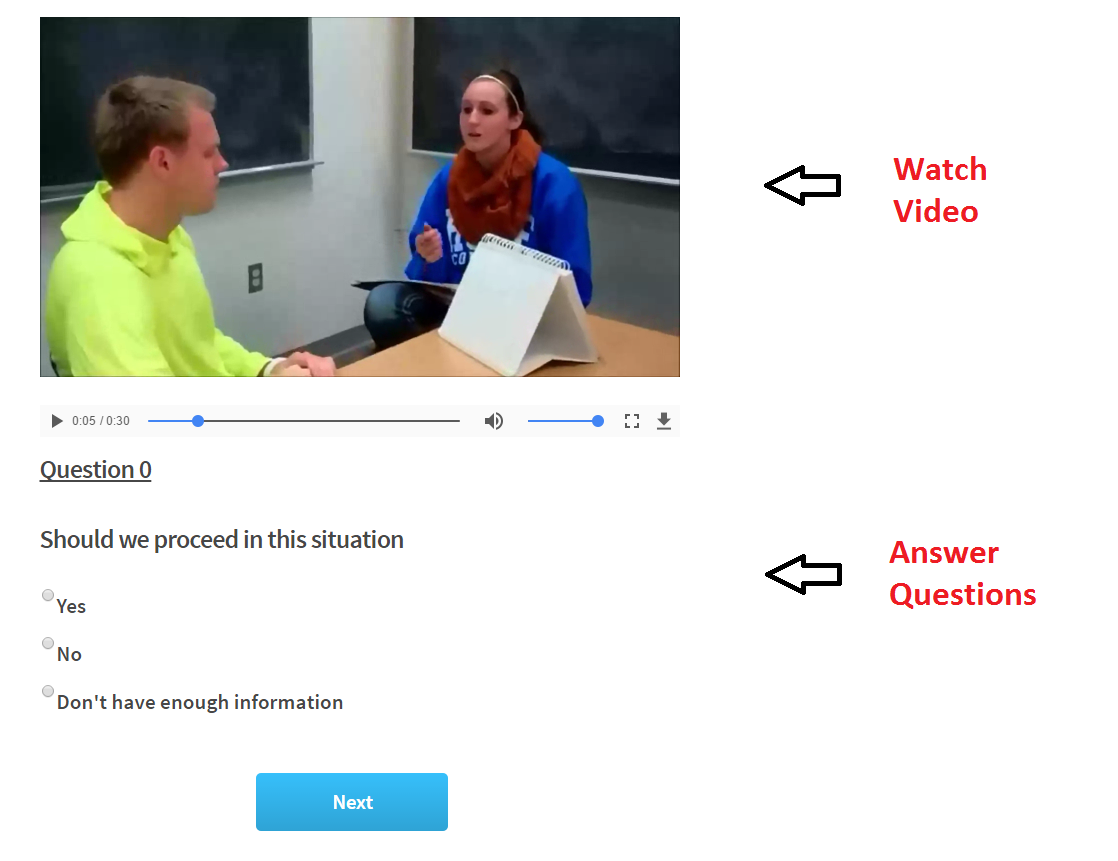 Watch
Video
0:05 / 0:30
Question 0
Should we proceed in this situation
Answer
Questions
Yes
No
Don't have enough information
Next